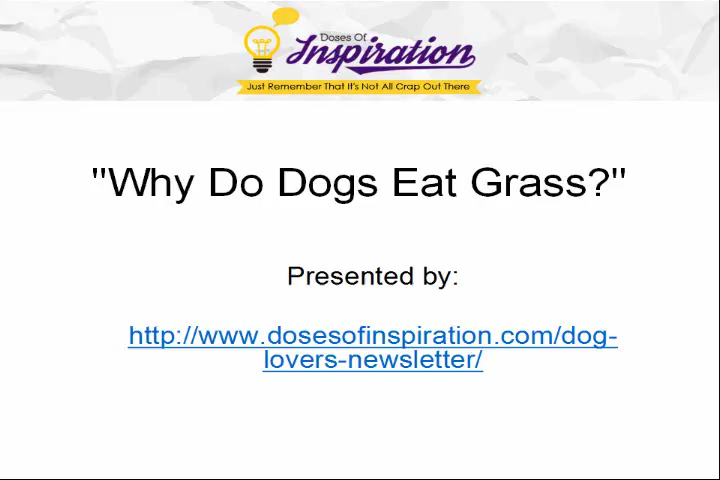 Doses Of
Inspiration
Just Remember That It's Not All Crap Out There
"Why Do Dogs Eat Grass?"
Presented by:
http://www.dosesofinspiration.com/dog-
lovers-newsletter/